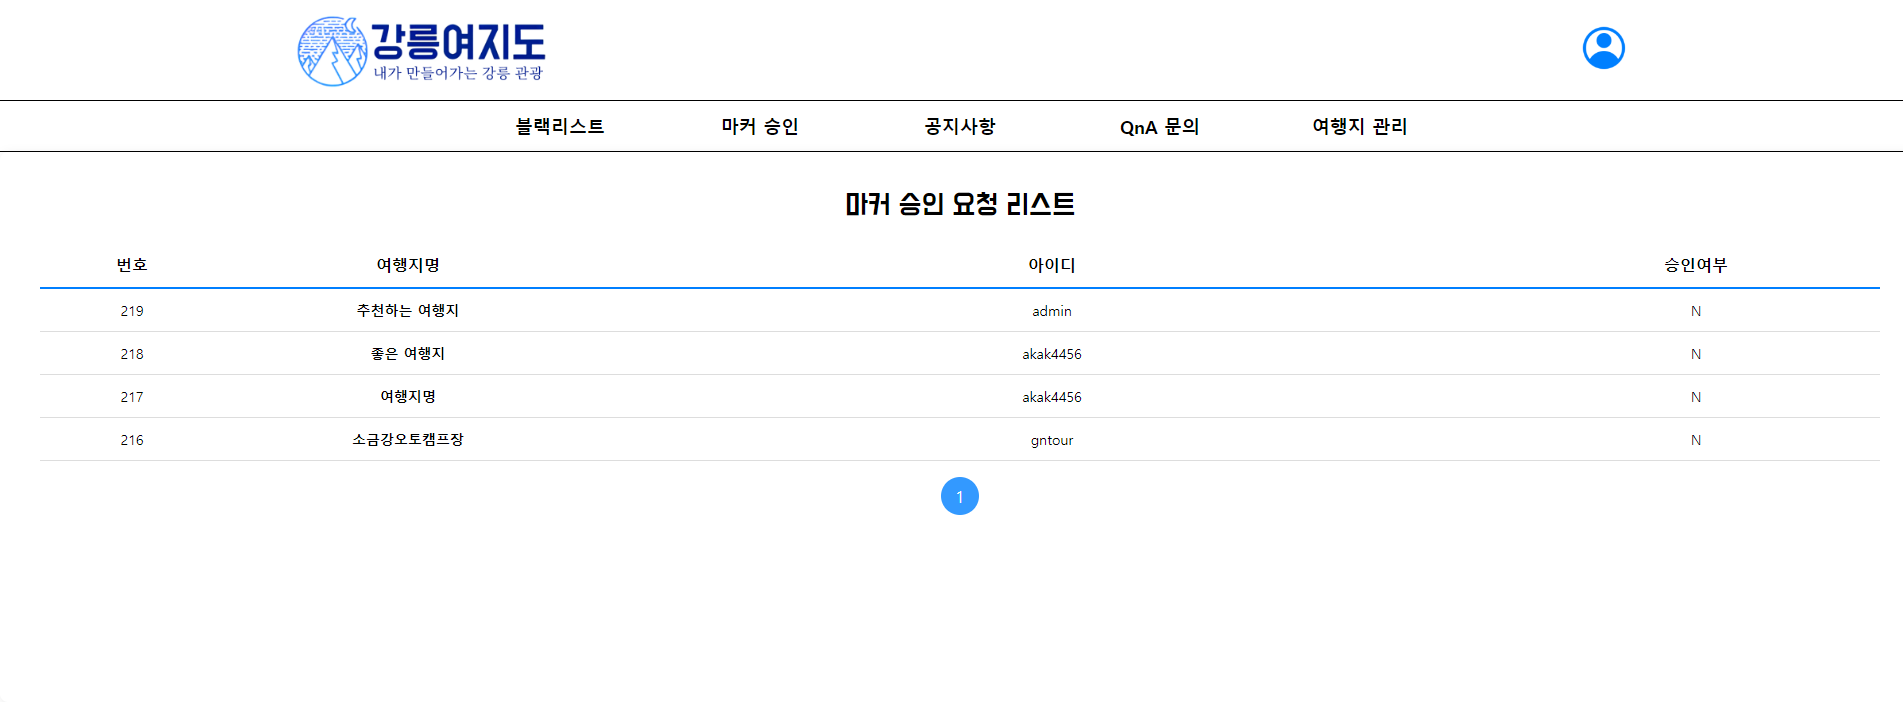 강릉여지도
내가 만들어가는 강릉 관광
블랙리스트 마커 승인 공지사항 QnA 문의 여행지 관리
마커 승인 요청 리스트
번호 여행지명 아이디 승인여부
219 추천하는 여행지 admin N
218 좋은 여행지 akak4456 N
217 여행지명 akak4456 N
216 소금강오토캠프장 gntour N
1